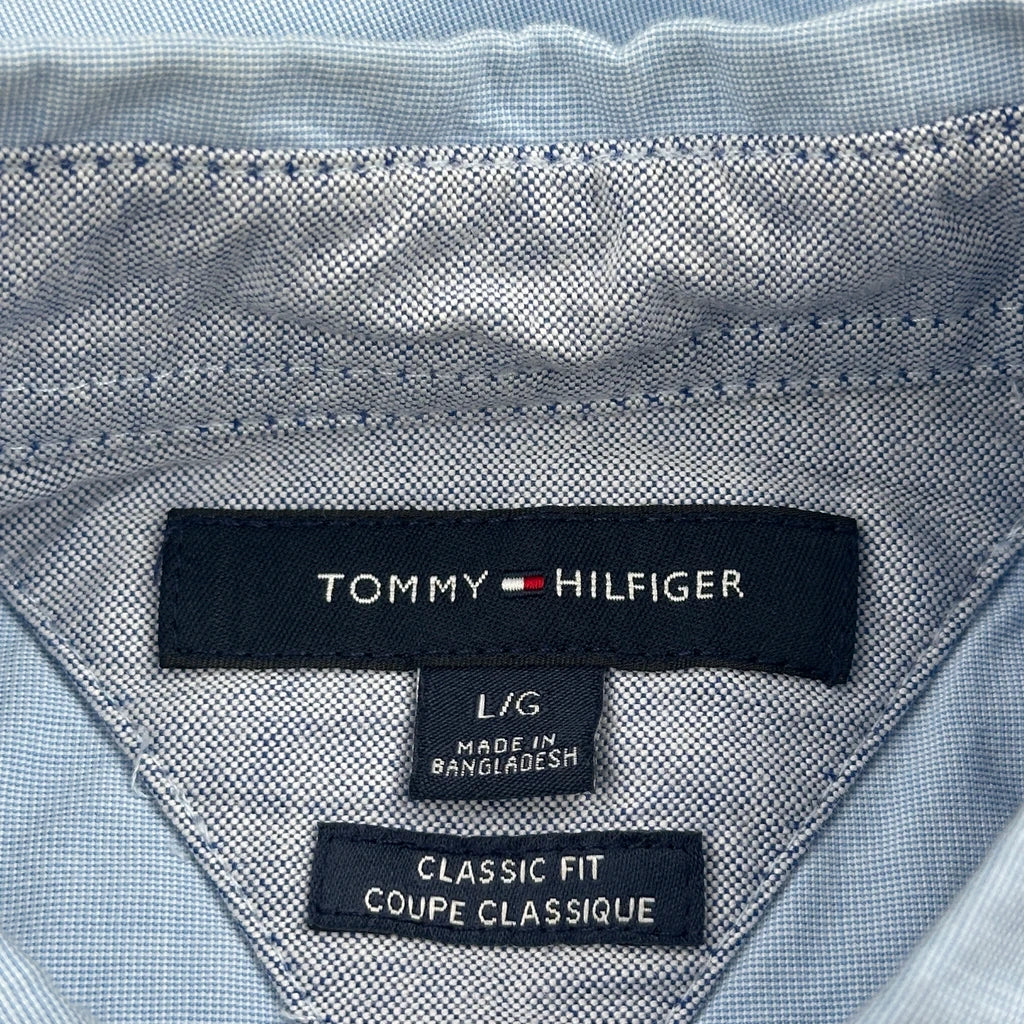 TOMMY HILFIGER
L/G
MADE IN
BANGLADESH
CLASSIC FIT
COUPE CLASSIQUE